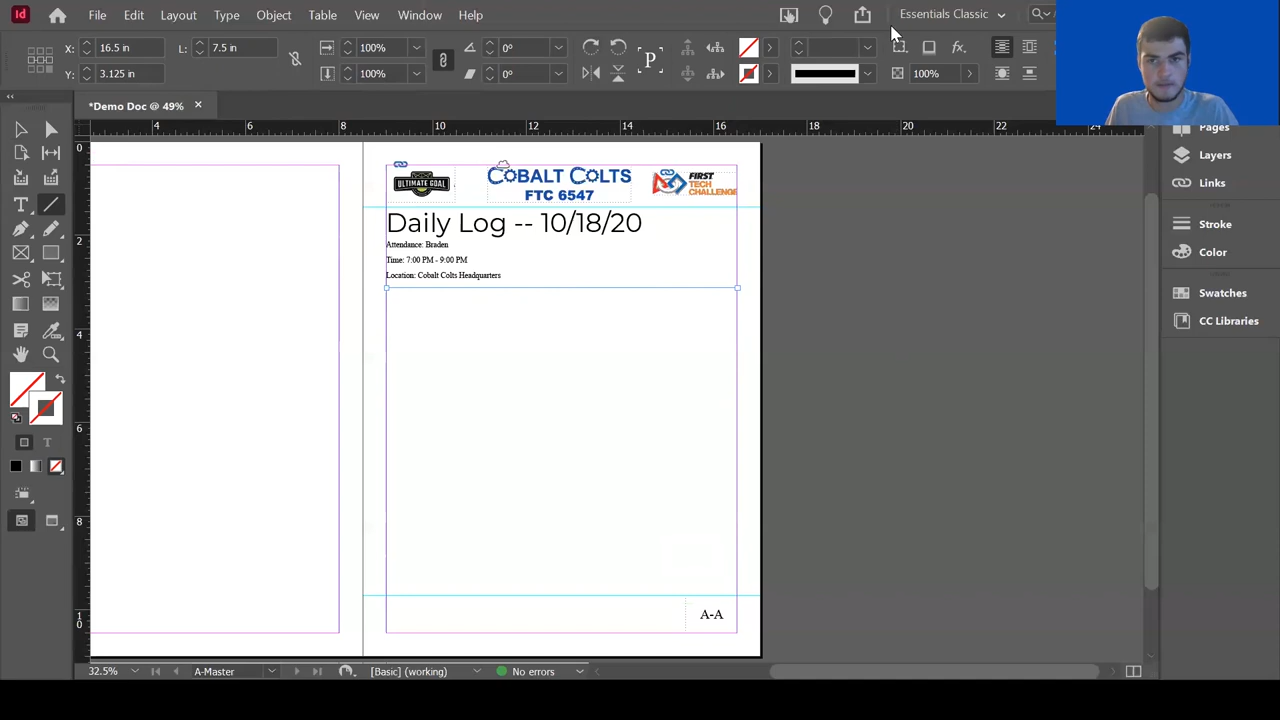 Id
File Edit Layout Type Object Table View Window Help
Essentials Classic
X: 16.5 in L: 7.5 in 100% 0° P fx.
Y: 3.125 in 100% 0° 100%
*Demo Doc @ 49% ×
4 6 8 10 12 14 16 18 20 22 24
0
2
4
6
8
10
T
T
Pages
Layers
Links
Stroke
Color
Swatches
CC Libraries
ULTIMATE GOAL
COBALT COLTS
FTC 6547
FIRST
TECH
CHALLENGE
Daily Log -- 10/18/20
Attendance: Braden
Time: 7:00 PM - 9:00 PM
Location: Cobalt Colts Headquarters
A-A
32.5% A-Master [Basic] (working) No errors